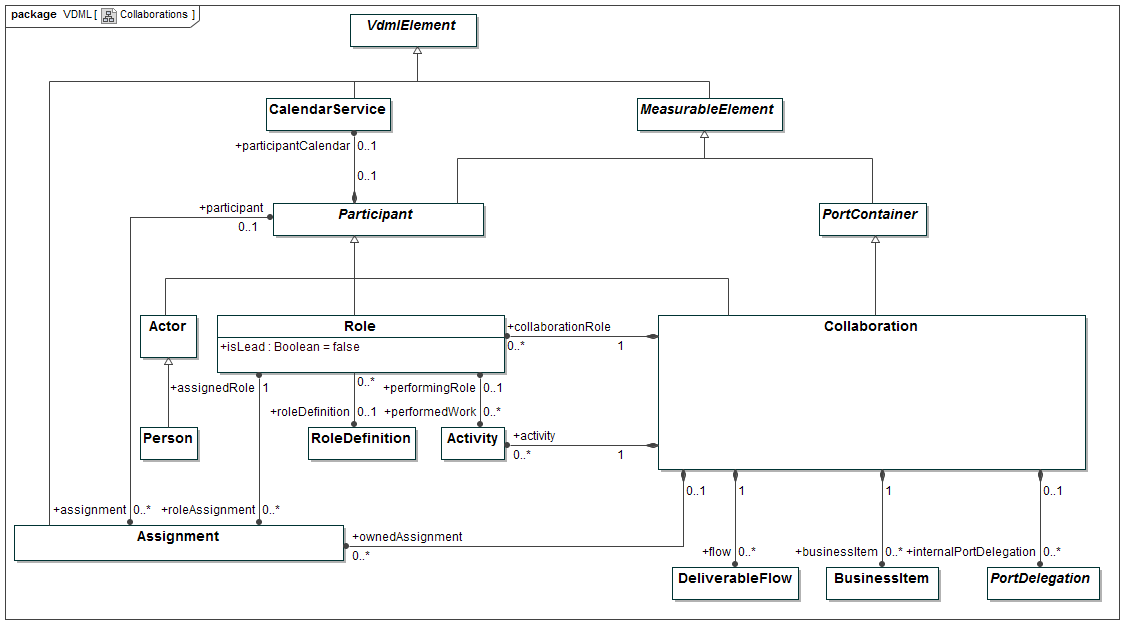 package VDML [ Collaborations ]
VdmlElement
CalendarService
MeasurableElement
+participantCalendar 0..1
0..1
+participant
0..1
Participant
PortContainer
Actor
Role
+isLead : Boolean = false
+collaborationRole
0..*
1
Collaboration
+assignedRole 1
0..*
+roleDefinition 0..1
+performingRole 0..1
+performedWork 0..*
Person
RoleDefinition
Activity
+activity
0..*
1
0..1
1
1
0..1
+assignment 0..*
+roleAssignment 0..*
Assignment
+ownedAssignment
0..*
+flow 0..*
+businessItem 0..*
+internalPortDelegation 0..*
DeliverableFlow
BusinessItem
PortDelegation